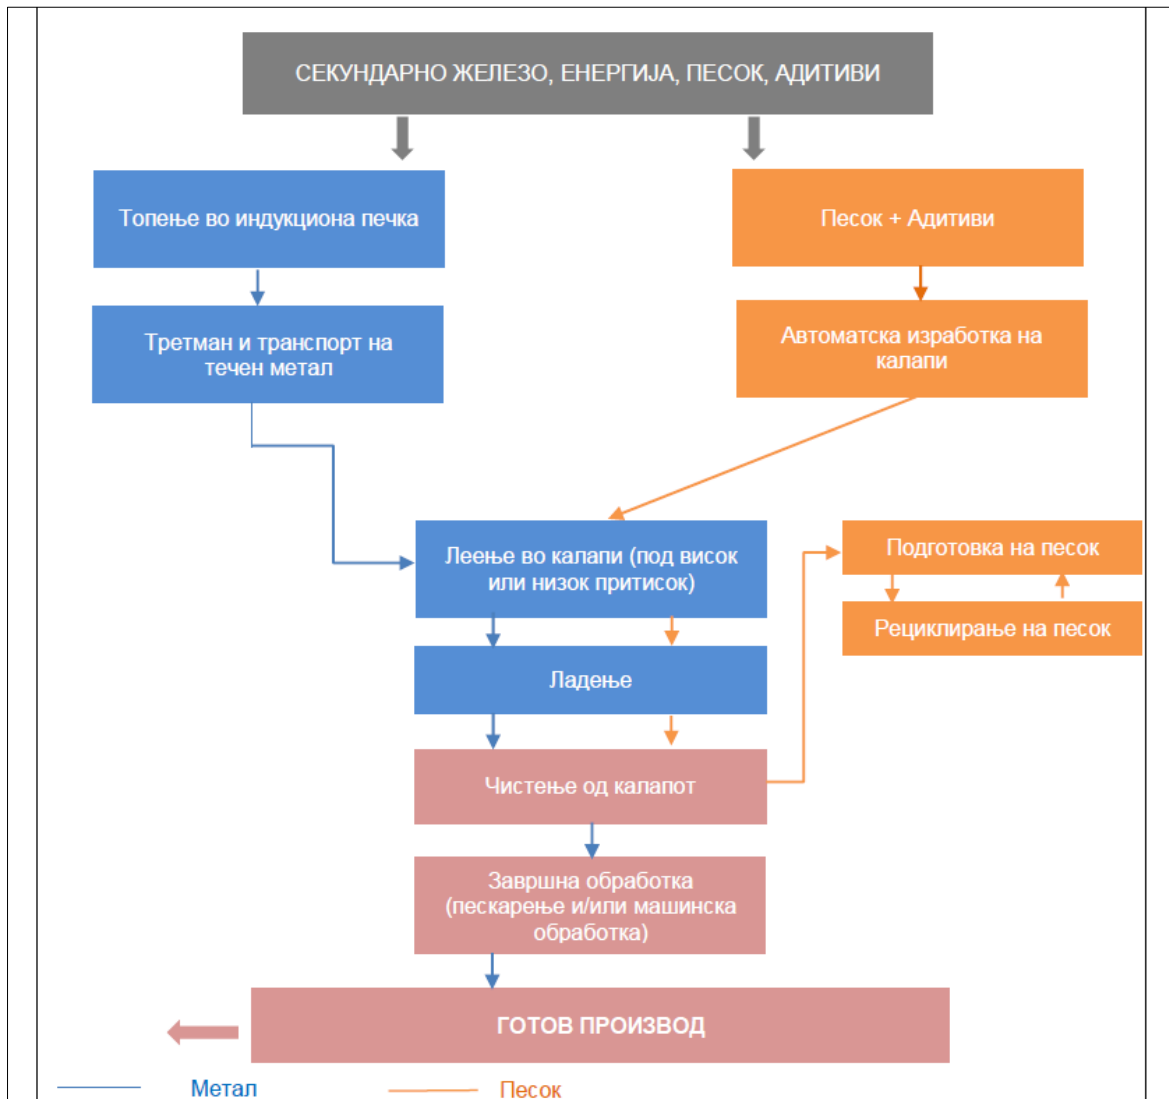 СЕКУНДАРНО ЖЕЛЕЗО, ЕНЕРГИЈА, ПЕСОК, АДИТИВИ
Топење во индукциона печка
Песок + Адитиви
Третман и транспорт на
течен метал
Автоматска изработка на
калапи
Леење во калапи (под висок
или низок притисок)
Подготовка на песок
Рециклирање на песок
Ладење
Чистење од калапот
Завршна обработка
(пескарење и/или машинска
обработка)
ГОТОВ ПРОИЗВОД
Метал
Песок